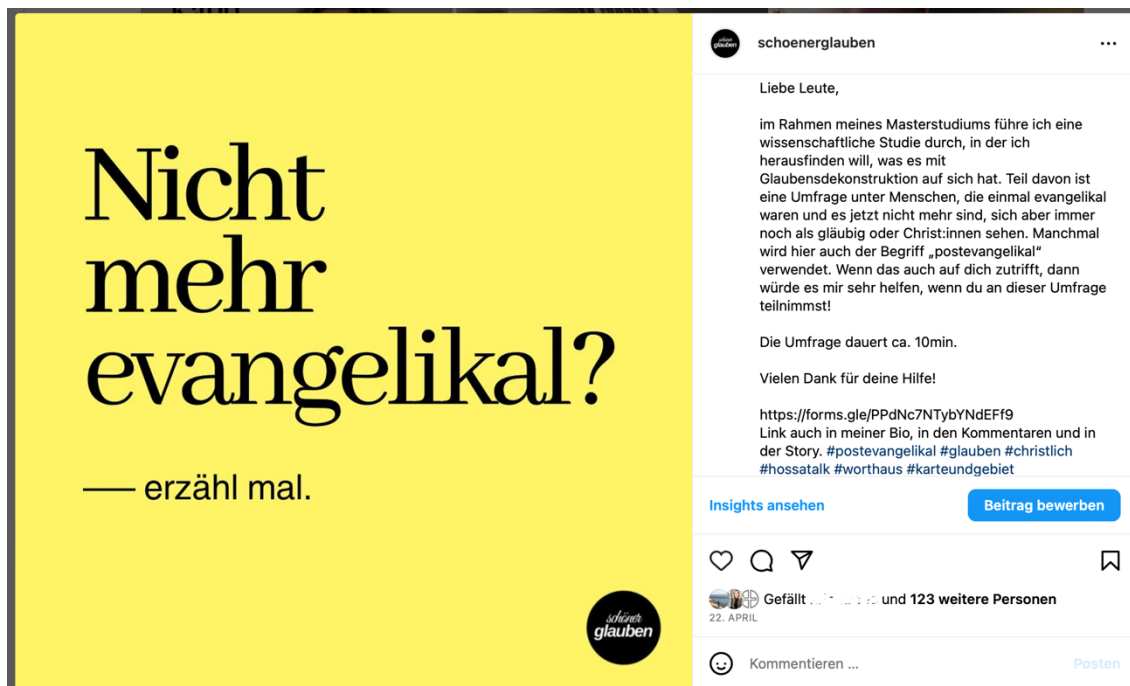 Nicht
mehr
evangelikal?
— erzähl mal.
schöner
glauben
schöner
glauben
schoenerglauben
Liebe Leute,
im Rahmen meines Masterstudiums führe ich eine
wissenschaftliche Studie durch, in der ich
herausfinden will, was es mit
Glaubensdekonstruktion auf sich hat. Teil davon ist
eine Umfrage unter Menschen, die einmal evangelikal
waren und es jetzt nicht mehr sind, sich aber immer
noch als gläubig oder Christ:innen sehen. Manchmal
wird hier auch der Begriff „postevangelikal“
verwendet. Wenn das auch auf dich zutrifft, dann
würde es mir sehr helfen, wenn du an dieser Umfrage
teilnimmst!
Die Umfrage dauert ca. 10min.
Vielen Dank für deine Hilfe!
https://forms.gle/PPdNc7NTybYNdEFf9
Link auch in meiner Bio, in den Kommentaren und in
der Story. #postevangelikal #glauben #christlich
#hossatalk #worthaus #karteundgebiet
Insights ansehen
Beitrag bewerben
Gefällt und 123 weitere Personen
22. APRIL
Kommentieren ...
Posten